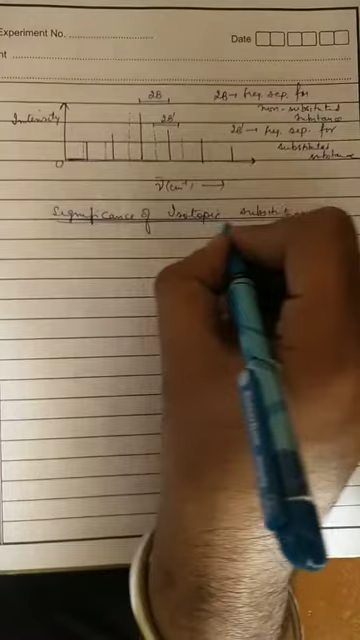 Experiment No.
Date
2B
2B → freq. sep. for
non-substituted
substance
Intensity
2B'
2B' → freq. sep. for
substituted
substance
0
ν̄ (cm⁻¹) →
Significance of Isotopic